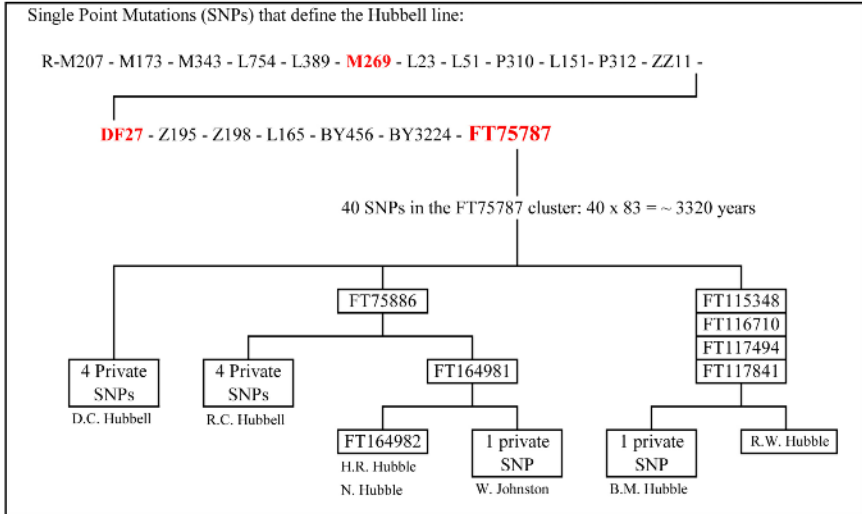 Single Point Mutations (SNPs) that define the Hubbell line:
R-M207 - M173 - M343 - L754 - L389 - M269 - L23 - L51 - P310 - L151- P312 - ZZ11 -
DF27 - Z195 - Z198 - L165 - BY456 - BY3224 - FT75787
40 SNPs in the FT75787 cluster: 40 x 83 = ~ 3320 years
FT75886
FT115348
FT116710
FT117494
FT117841
4 Private
SNPs
D.C. Hubbell
4 Private
SNPs
R.C. Hubbell
FT164981
FT164982
H.R. Hubble
N. Hubble
1 private
SNP
W. Johnston
1 private
SNP
B.M. Hubble
R.W. Hubble